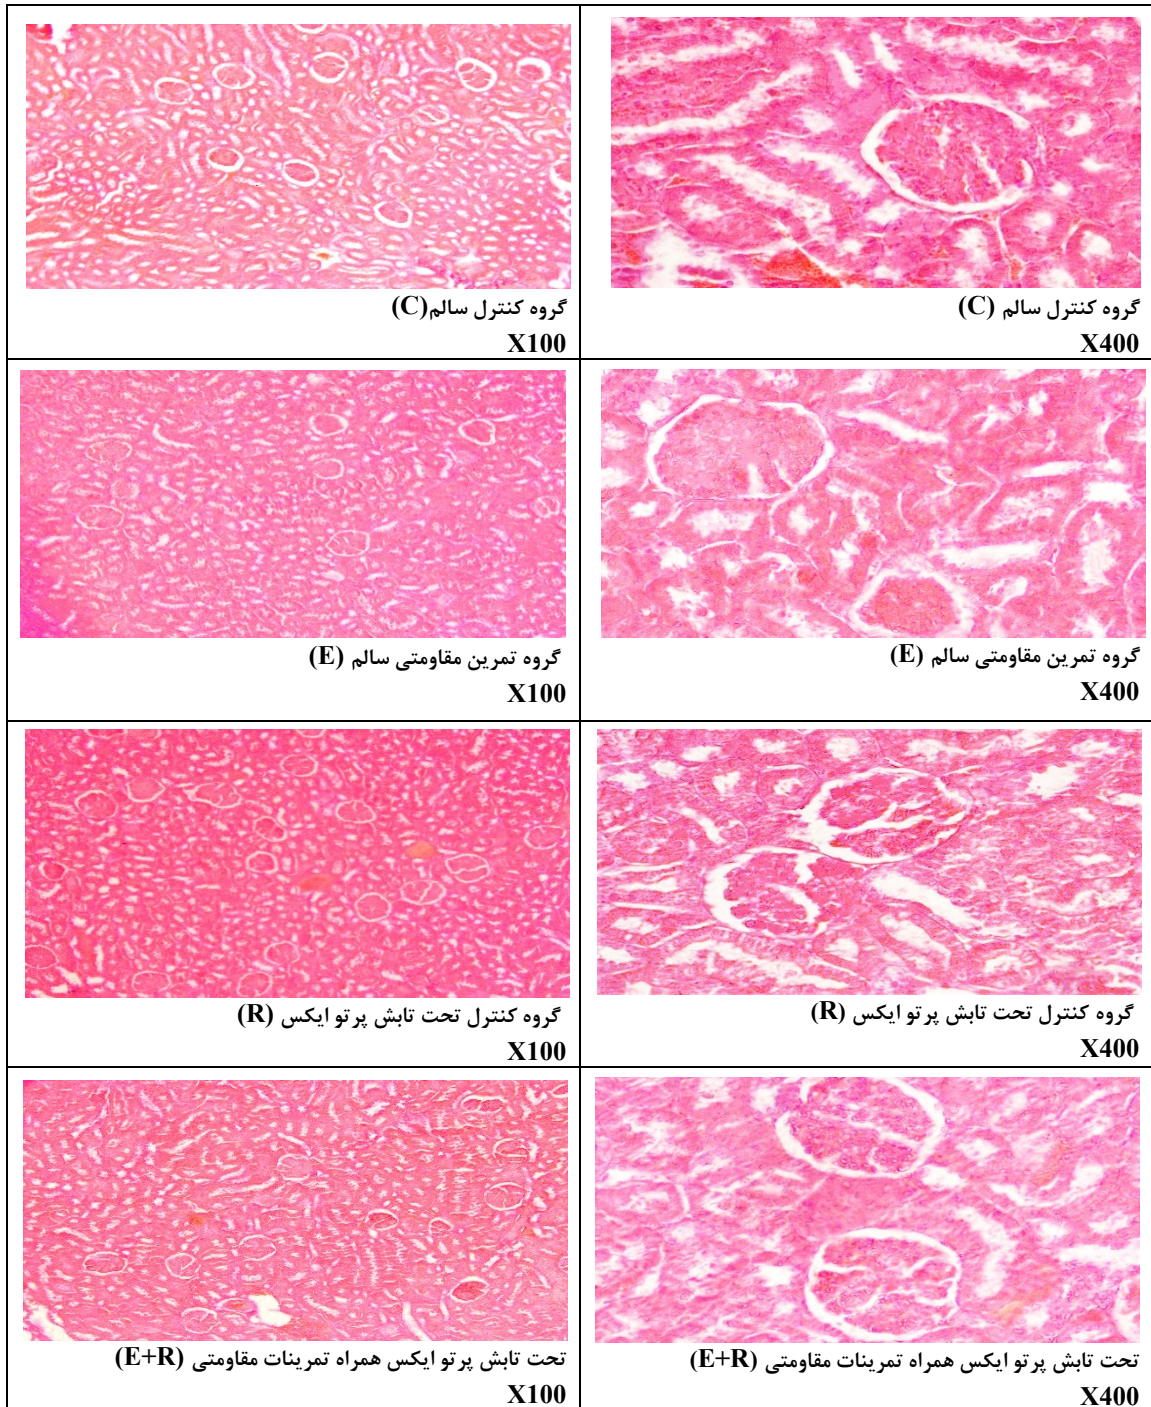 گروه کنترل سالم (C)
X400
گروه کنترل سالم(C)
X100
گروه تمرین مقاومتی سالم (E)
X400
گروه تمرین مقاومتی سالم (E)
X100
گروه کنترل تحت تابش پرتو ایکس (R)
X400
گروه کنترل تحت تابش پرتو ایکس (R)
X100
تحت تابش پرتو ایکس همراه تمرینات مقاومتی (E+R)
X400
تحت تابش پرتو ایکس همراه تمرینات مقاومتی (E+R)
X100